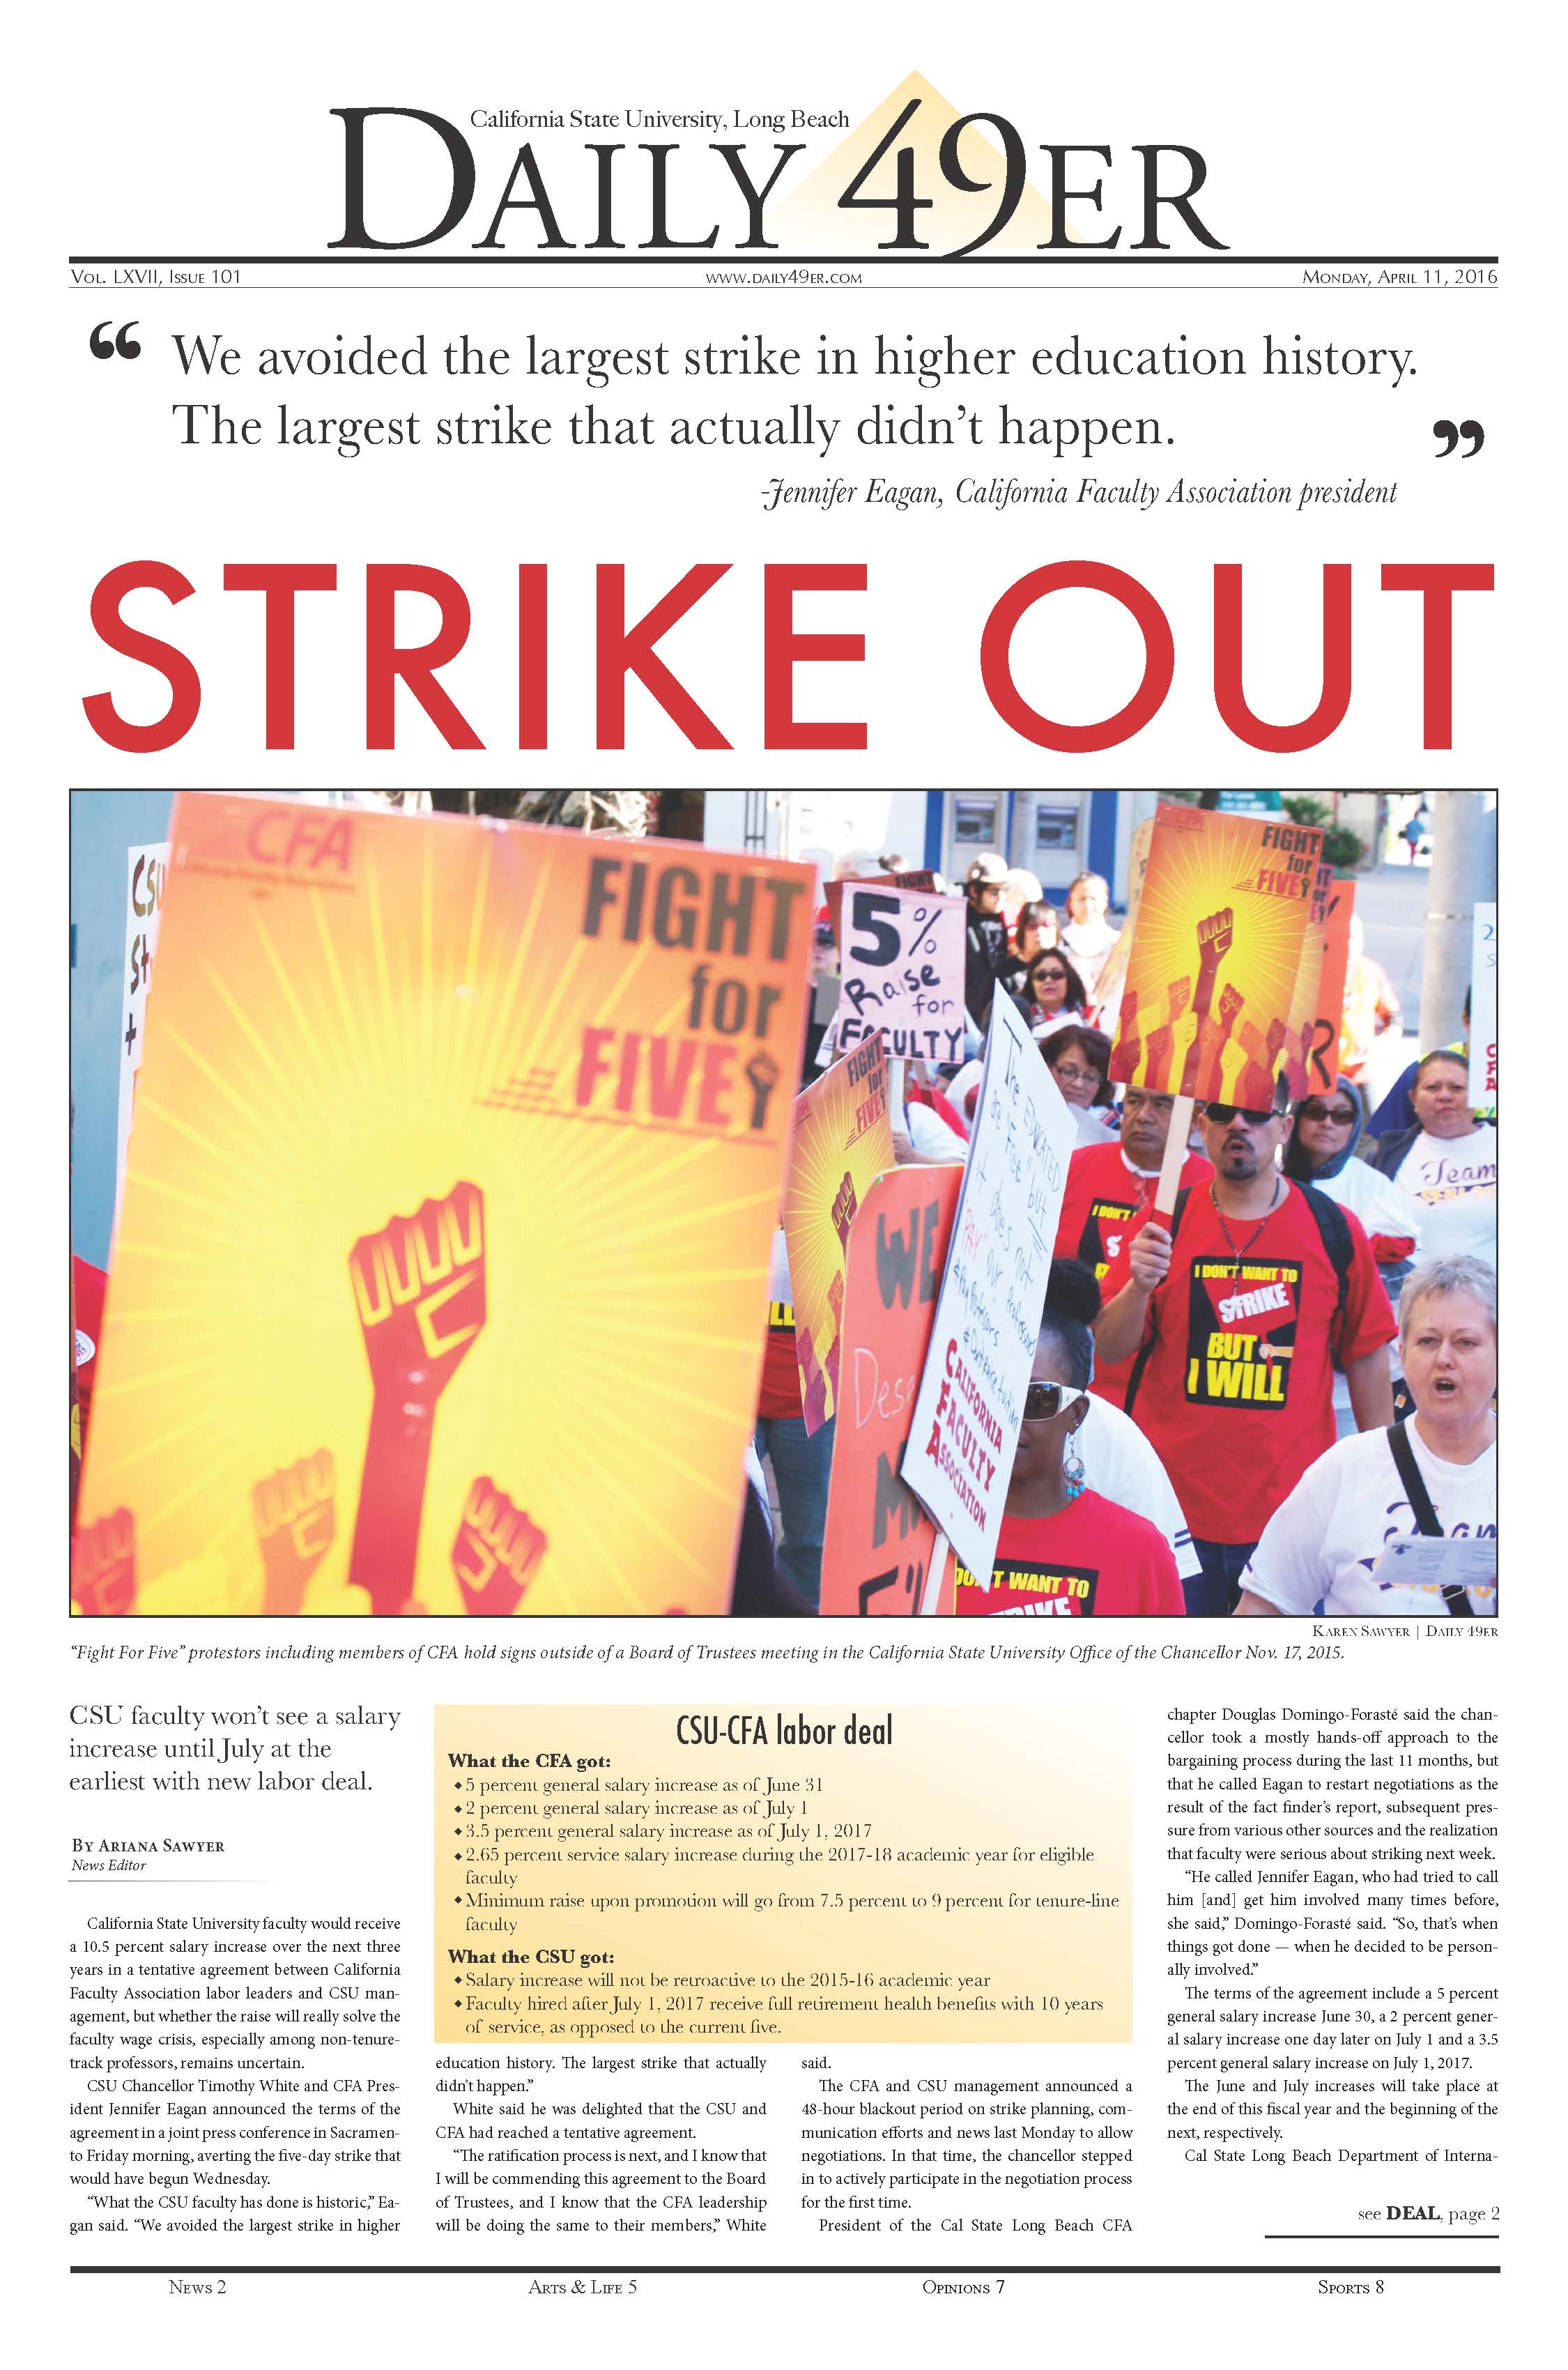 California State University, Long Beach
DAILY 49ER
VOL. LXVII, ISSUE 101
WWW.DAILY49ER.COM
MONDAY, APRIL 11, 2016
“ We avoided the largest strike in higher education history.
The largest strike that actually didn’t happen. ”
-Jennifer Eagan, California Faculty Association president
STRIKE OUT
CFA
FIGHT
for
FIVE
5%
Raise
for
FACULTY
FIGHT
for
FIVE
FIGHT
for
FIVE
WE
The EDUCATED
CALIFORNIA
FACULTY
ASSOCIATION
I DON'T
I DON'T WANT TO
STRIKE
BUT
I WILL
Team
T WANT TO
KAREN SAWYER | DAILY 49ER
“Fight For Five” protestors including members of CFA hold signs outside of a Board of Trustees meeting in the California State University Office of the Chancellor Nov. 17, 2015.
CSU faculty won’t see a salary
increase until July at the
earliest with new labor deal.
BY ARIANA SAWYER
News Editor
California State University faculty would receive
a 10.5 percent salary increase over the next three
years in a tentative agreement between California
Faculty Association labor leaders and CSU man-
agement, but whether the raise will really solve the
faculty wage crisis, especially among non-tenure-
track professors, remains uncertain.
CSU Chancellor Timothy White and CFA Pres-
ident Jennifer Eagan announced the terms of the
agreement in a joint press conference in Sacramen-
to Friday morning, averting the five-day strike that
would have begun Wednesday.
“What the CSU faculty has done is historic,” Ea-
gan said. “We avoided the largest strike in higher
CSU-CFA labor deal
What the CFA got:
◆ 5 percent general salary increase as of June 31
◆ 2 percent general salary increase as of July 1
◆ 3.5 percent general salary increase as of July 1, 2017
◆ 2.65 percent service salary increase during the 2017-18 academic year for eligible
faculty
◆ Minimum raise upon promotion will go from 7.5 percent to 9 percent for tenure-line
faculty
What the CSU got:
◆ Salary increase will not be retroactive to the 2015-16 academic year
◆ Faculty hired after July 1, 2017 receive full retirement health benefits with 10 years
of service, as opposed to the current five.
education history. The largest strike that actually
didn’t happen.”
White said he was delighted that the CSU and
CFA had reached a tentative agreement.
“The ratification process is next, and I know that
I will be commending this agreement to the Board
of Trustees, and I know that the CFA leadership
will be doing the same to their members,” White
said.
The CFA and CSU management announced a
48-hour blackout period on strike planning, com-
munication efforts and news last Monday to allow
negotiations. In that time, the chancellor stepped
in to actively participate in the negotiation process
for the first time.
President of the Cal State Long Beach CFA
chapter Douglas Domingo-Forasté said the chan-
cellor took a mostly hands-off approach to the
bargaining process during the last 11 months, but
that he called Eagan to restart negotiations as the
result of the fact finder’s report, subsequent pres-
sure from various other sources and the realization
that faculty were serious about striking next week.
“He called Jennifer Eagan, who had tried to call
him [and] get him involved many times before,
she said,” Domingo-Forasté said. “So, that’s when
things got done — when he decided to be person-
ally involved.”
The terms of the agreement include a 5 percent
general salary increase June 30, a 2 percent gener-
al salary increase one day later on July 1 and a 3.5
percent general salary increase on July 1, 2017.
The June and July increases will take place at
the end of this fiscal year and the beginning of the
next, respectively.
Cal State Long Beach Department of Interna-
see DEAL, page 2
NEWS 2
ARTS & LIFE 5
OPINIONS 7
SPORTS 8